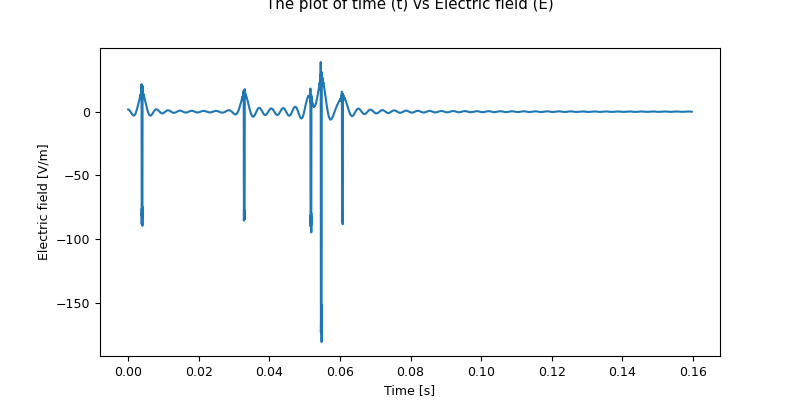 The plot of time (t) vs Electric field (E)
0
−50
−100
−150
Electric field [V/m]
0.00 0.02 0.04 0.06 0.08 0.10 0.12 0.14 0.16
Time [s]